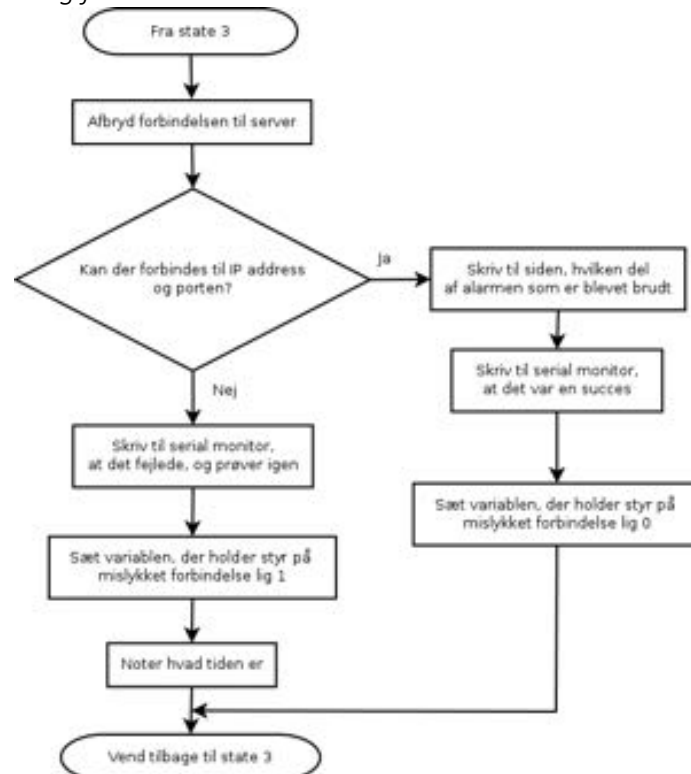 Fra state 3
Afbryd forbindelsen til server
Kan der forbindes til IP address
og porten?
Ja
Skriv til siden, hvilken del
af alarmen som er blevet brudt
Skriv til serial monitor,
at det var en succes
Sæt variablen, der holder styr på
mislykket forbindelse lig 0
Nej
Skriv til serial monitor,
at det fejlede, og prøver igen
Sæt variablen, der holder styr på
mislykket forbindelse lig 1
Noter hvad tiden er
Vend tilbage til state 3